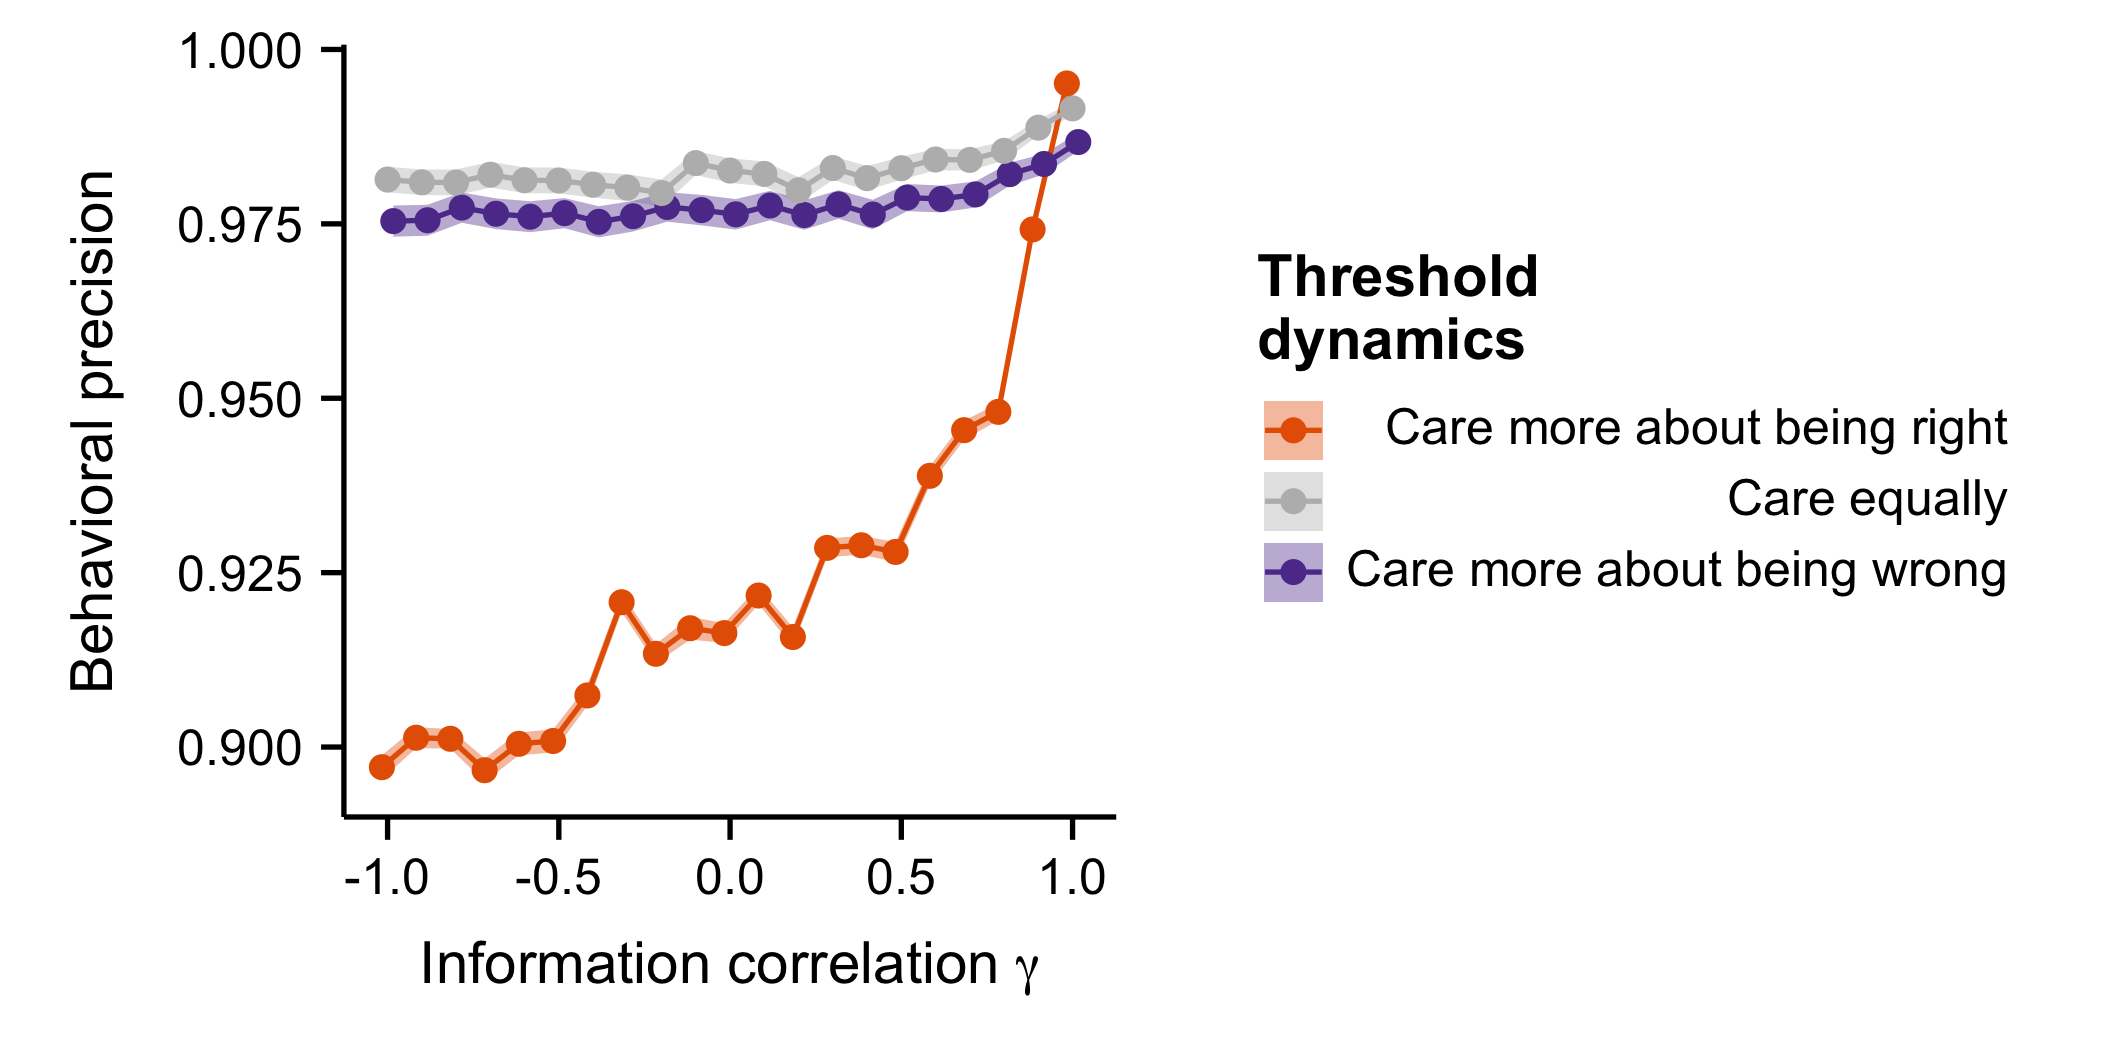 1.000
0.975
0.950
0.925
0.900
Behavioral precision
-1.0 -0.5 0.0 0.5 1.0
Information correlation γ
Threshold
dynamics
Care more about being right
Care equally
Care more about being wrong